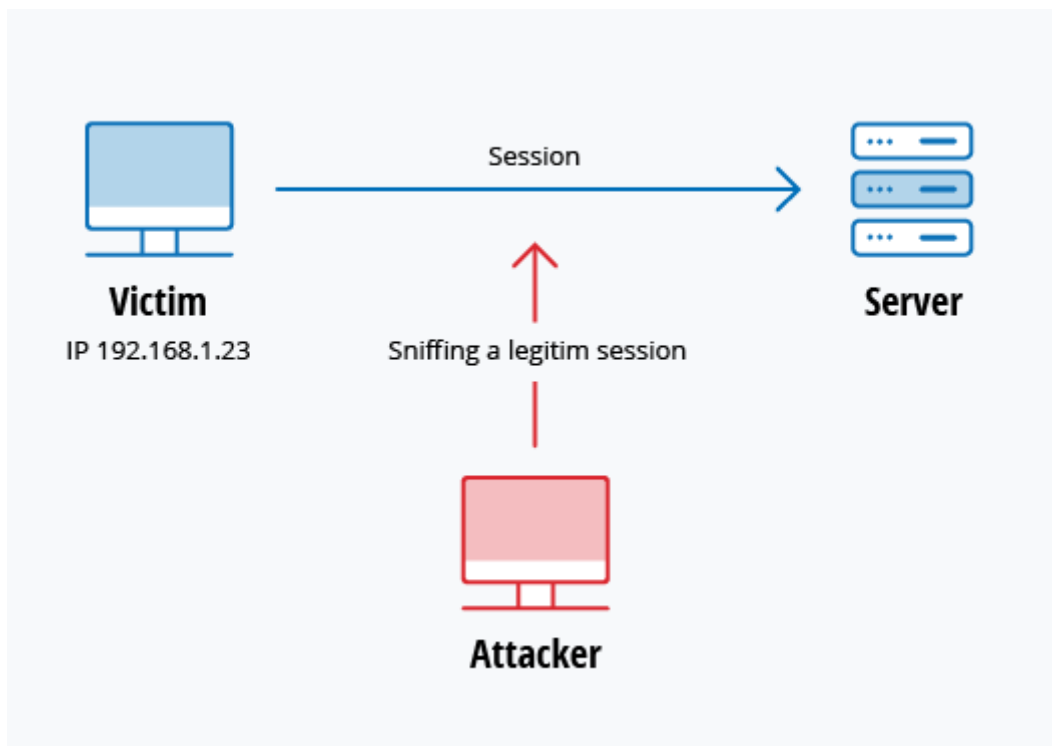 Session
Victim
IP 192.168.1.23
Server
Sniffing a legitim session
Attacker